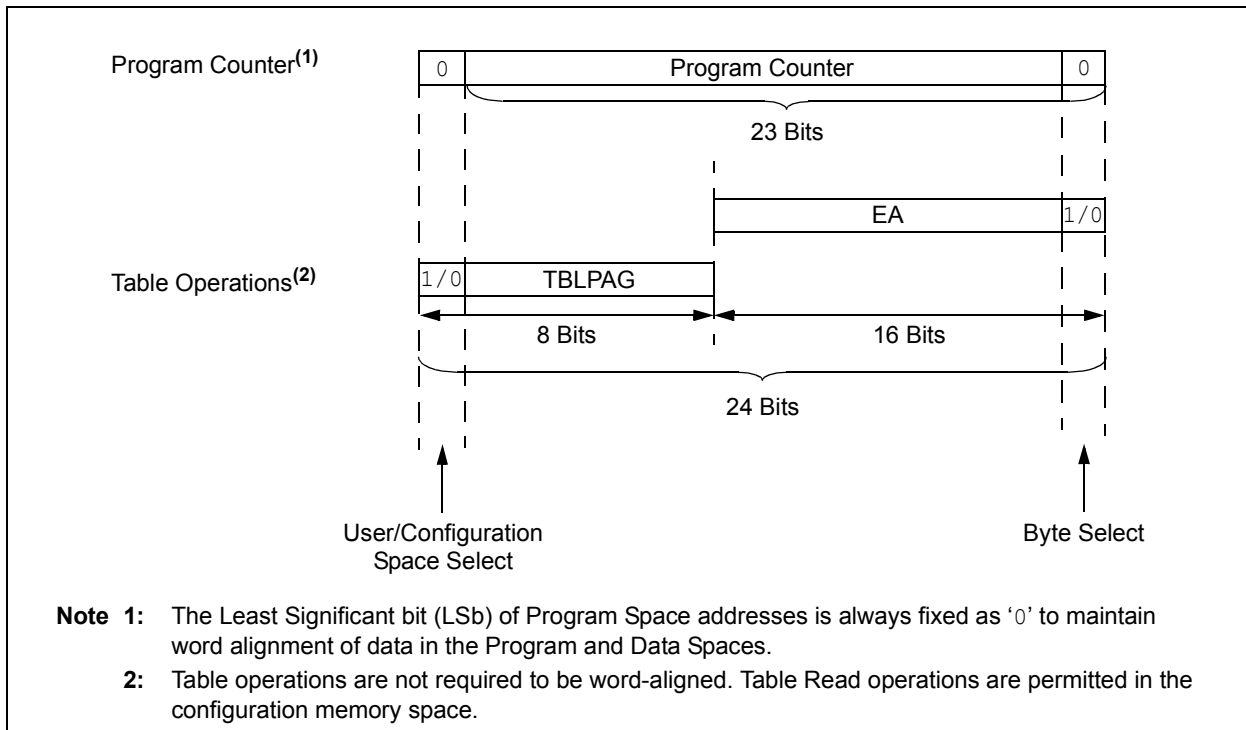 Program Counter(1)
0
Program Counter
0
23 Bits
EA
1/0
Table Operations(2)
1/0
TBLPAG
8 Bits
16 Bits
24 Bits
User/Configuration
Space Select
Byte Select
Note 1: The Least Significant bit (LSb) of Program Space addresses is always fixed as ‘0’ to maintain
word alignment of data in the Program and Data Spaces.
2: Table operations are not required to be word-aligned. Table Read operations are permitted in the
configuration memory space.